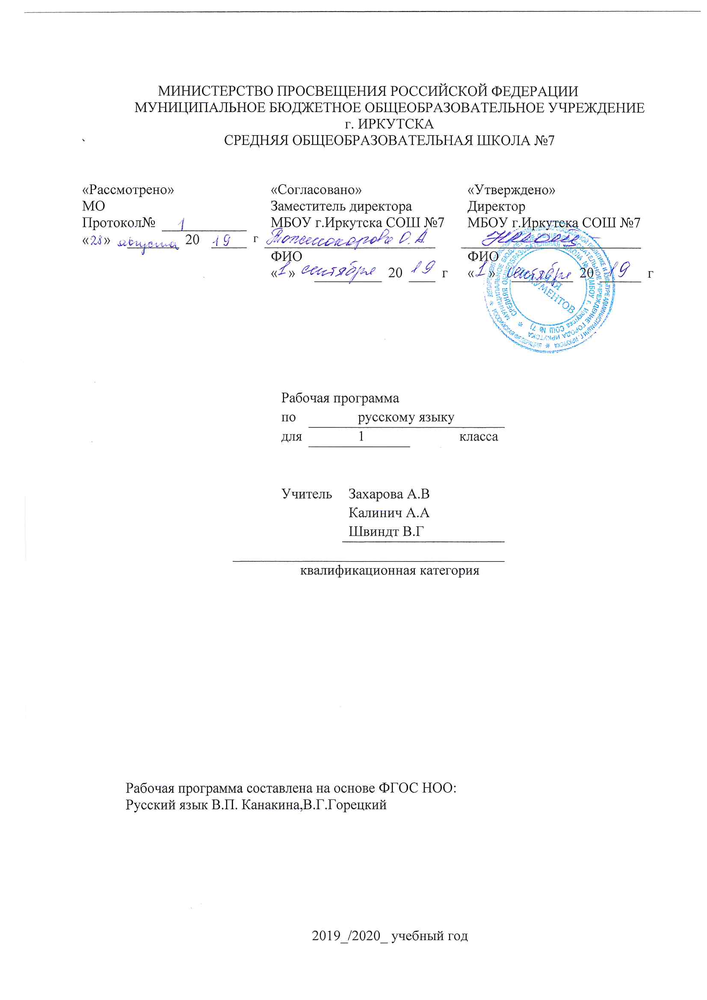 МИНИСТЕРСТВО ПРОСВЕЩЕНИЯ РОССИЙСКОЙ ФЕДЕРАЦИИ
МУНИЦИПАЛЬНОЕ БЮДЖЕТНОЕ ОБЩЕОБРАЗОВАТЕЛЬНОЕ УЧРЕЖДЕНИЕ
г. ИРКУТСКА
СРЕДНЯЯ ОБЩЕОБРАЗОВАТЕЛЬНАЯ ШКОЛА №7
«Рассмотрено»
МО
Протокол№ 1
«28» августа 20 19 г
«Согласовано»
Заместитель директора
МБОУ г.Иркутска СОШ №7
О.А.
ФИО
«1» сентября 20 19 г
«Утверждено»
Директор
МБОУ г.Иркутска СОШ №7
ФИО
«1» сентября 20 19 г
ДОКУМЕНТОВ
Рабочая программа
по русскому языку
для 1 класса
Учитель Захарова А.В
Калинич А.А
Швиндт В.Г
квалификационная категория
Рабочая программа составлена на основе ФГОС НОО:
Русский язык В.П. Канакина,В.Г.Горецкий
2019_/2020_ учебный год